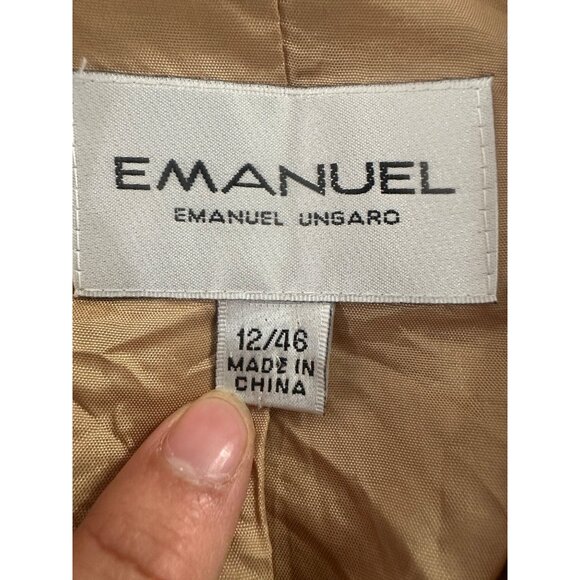 EMANUEL
EMANUEL UNGARO
12/46
MADE IN
CHINA